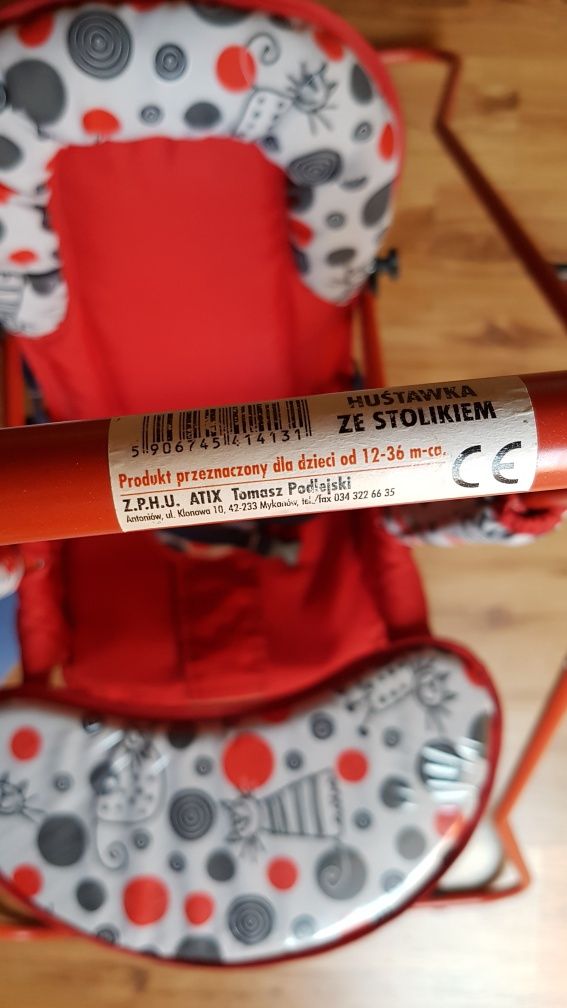 HUŚTAWKA
ZE STOLIKIEM
5 906745 414131
Produkt przeznaczony dla dzieci od 12-36 m-ca.
CE
Z.P.H.U. ATIX Tomasz Podlejski
Antoniów, ul. Klonowa 10, 42-233 Mykanów, tel./fax 034 322 66 35